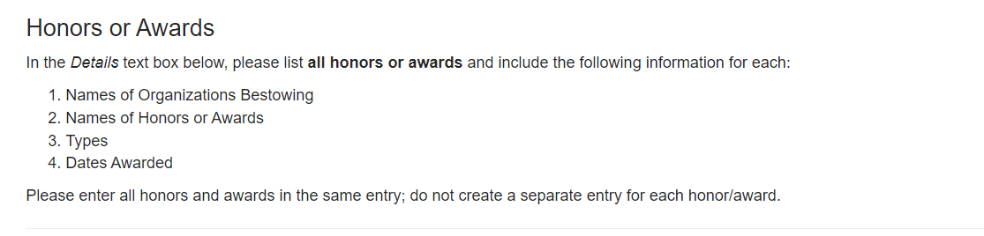 Honors or Awards
In the Details text box below, please list all honors or awards and include the following information for each:
1. Names of Organizations Bestowing
2. Names of Honors or Awards
3. Types
4. Dates Awarded
Please enter all honors and awards in the same entry; do not create a separate entry for each honor/award.